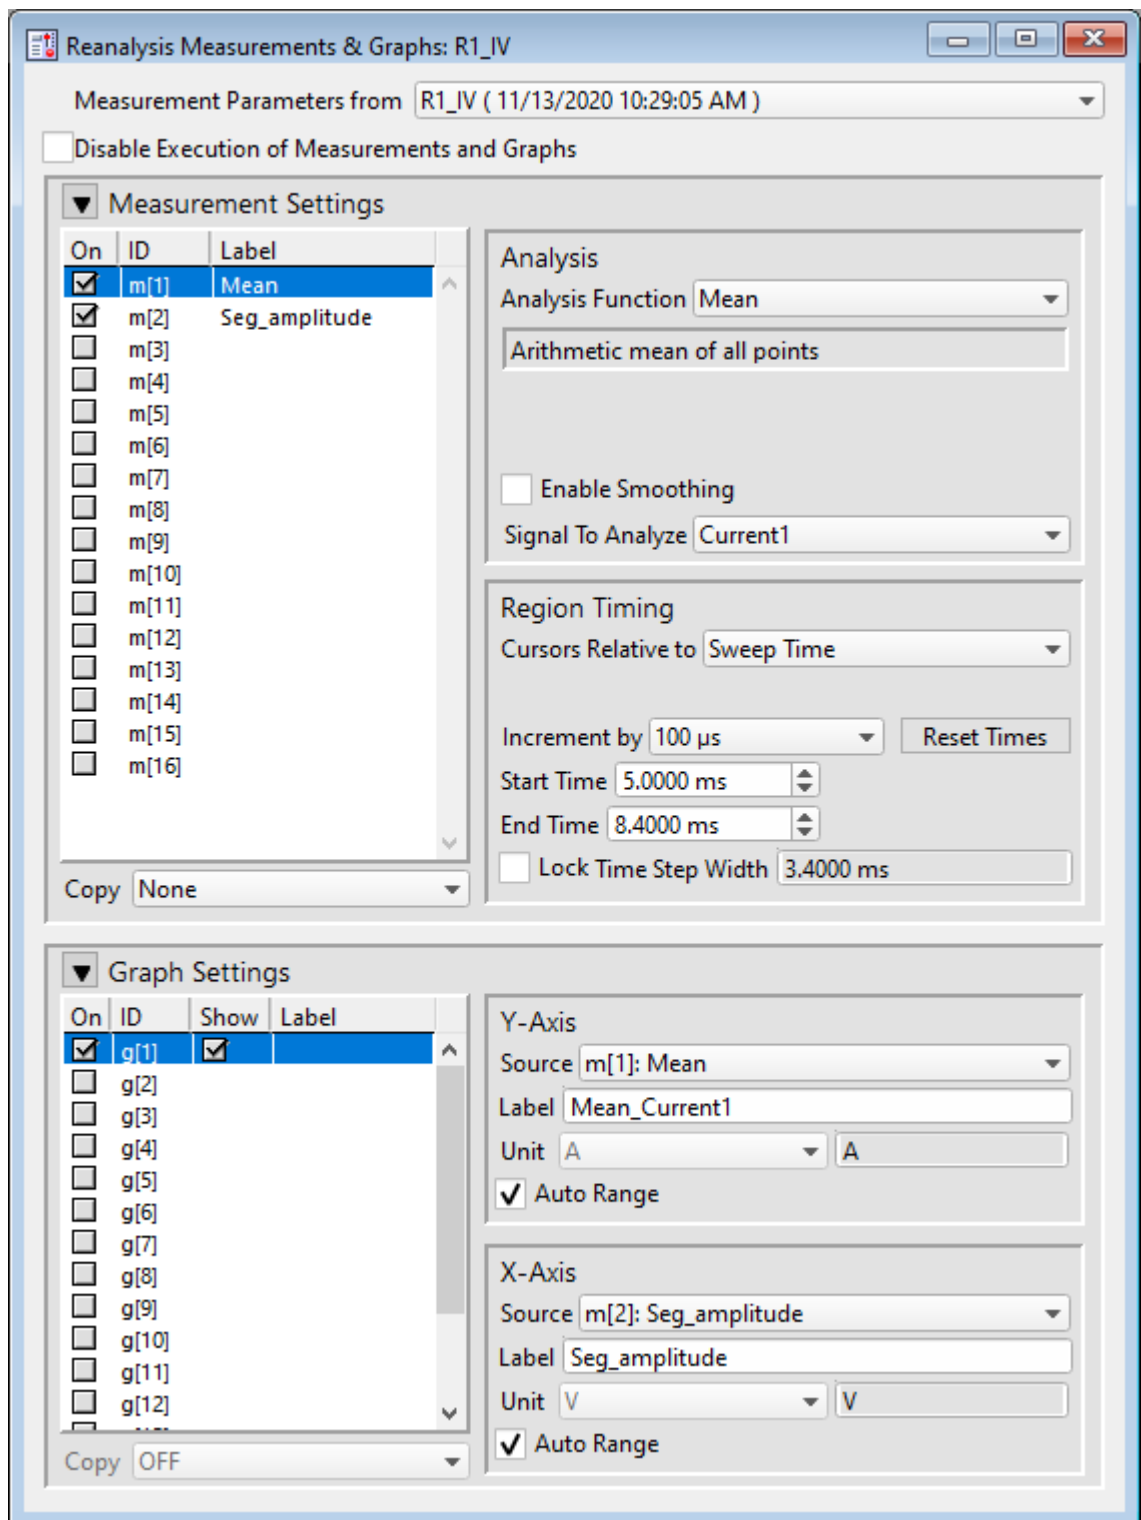 Reanalysis Measurements & Graphs: R1_IV
Measurement Parameters from R1_IV ( 11/13/2020 10:29:05 AM )
Disable Execution of Measurements and Graphs
Measurement Settings
On ID Label
m[1] Mean
m[2] Seg_amplitude
m[3]
m[4]
m[5]
m[6]
m[7]
m[8]
m[9]
m[10]
m[11]
m[12]
m[13]
m[14]
m[15]
m[16]
Copy None
Analysis
Analysis Function Mean
Arithmetic mean of all points
Enable Smoothing
Signal To Analyze Current1
Region Timing
Cursors Relative to Sweep Time
Increment by 100 µs Reset Times
Start Time 5.0000 ms
End Time 8.4000 ms
Lock Time Step Width 3.4000 ms
Graph Settings
On ID Show Label
g[1]
g[2]
g[3]
g[4]
g[5]
g[6]
g[7]
g[8]
g[9]
g[10]
g[11]
g[12]
Copy OFF
Y-Axis
Source m[1]: Mean
Label Mean_Current1
Unit A A
Auto Range
X-Axis
Source m[2]: Seg_amplitude
Label Seg_amplitude
Unit V V
Auto Range